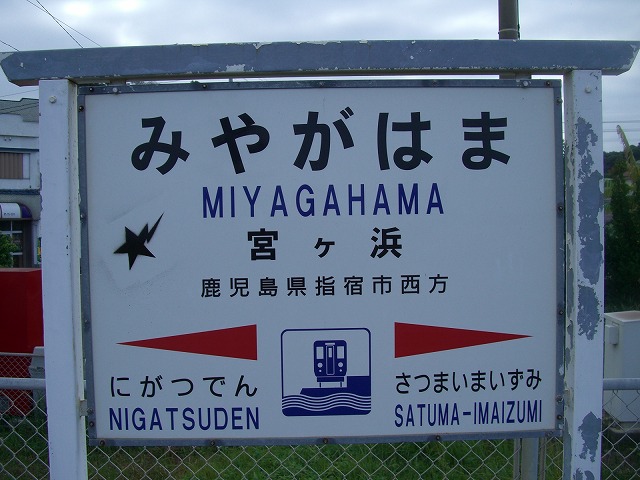 みやがはま
MIYAGAHAMA
宮ヶ浜
鹿児島県指宿市西方
にがつでん
NIGATSUDEN
さつまいまいずみ
SATUMA-IMAIZUMI